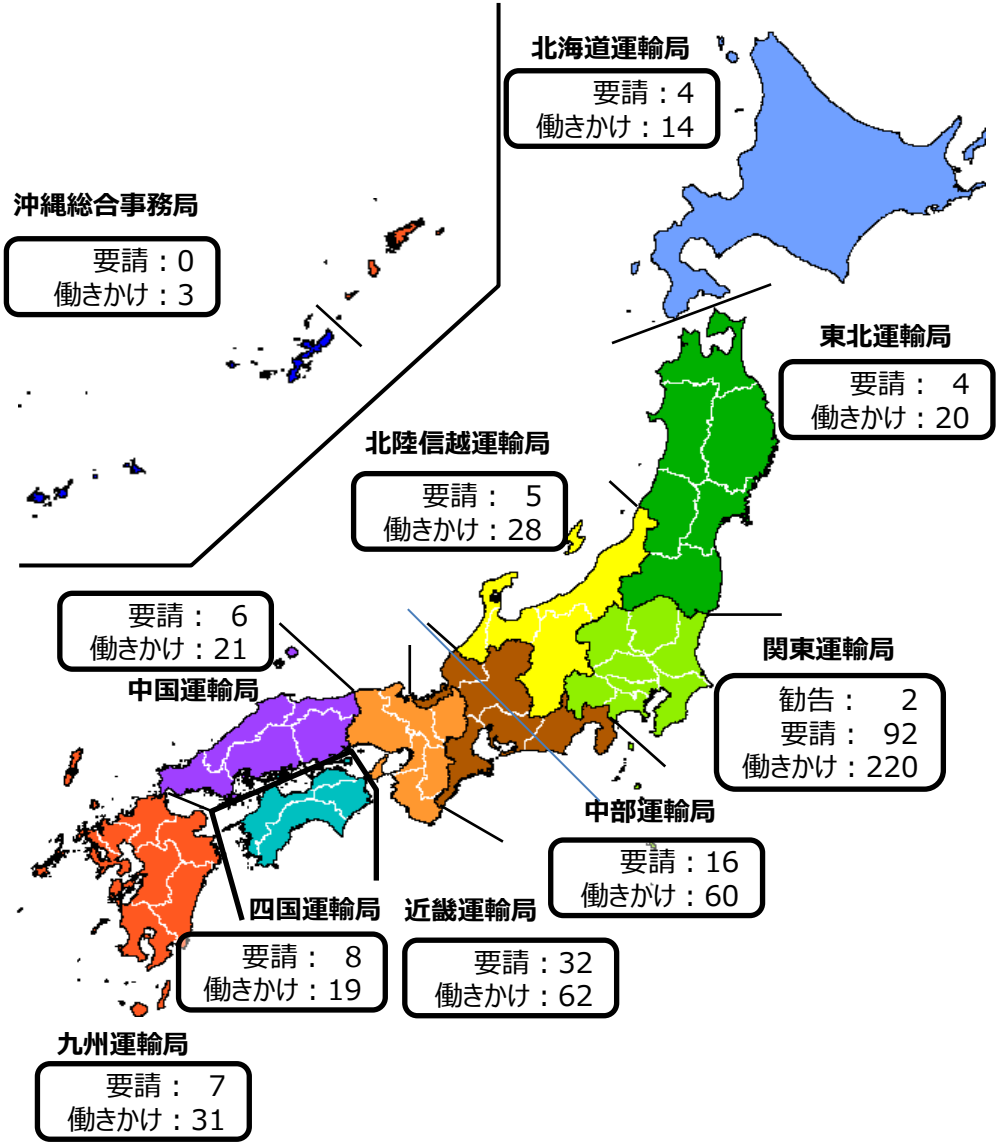 北海道運輸局
要請：4
働きかけ：14
沖縄総合事務局
要請：0
働きかけ：3
東北運輸局
要請： 4
働きかけ：20
北陸信越運輸局
要請： 5
働きかけ：28
要請： 6
働きかけ：21
中国運輸局
関東運輸局
勧告： 2
要請： 92
働きかけ：220
中部運輸局
要請：16
働きがけ：60
四国運輸局
要請： 8
働きかけ：19
近畿運輸局
要請：32
働きかけ：62
九州運輸局
要請： 7
働きかけ：31